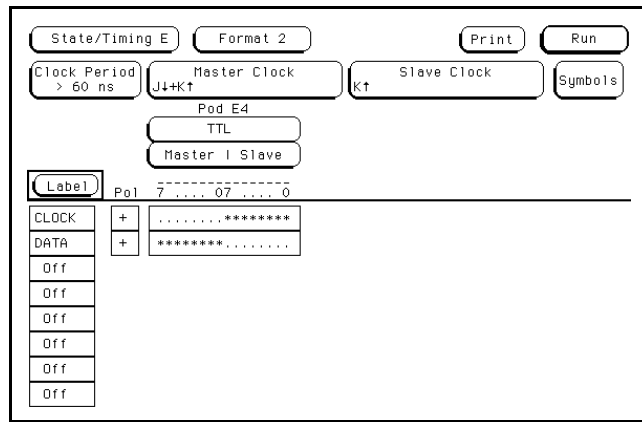 State/Timing E Format 2 Print Run
Clock Period > 60 ns
Master Clock J↓+K↑
Slave Clock K↑
Symbols
Pod E4
TTL
Master | Slave
Label Pol 7 .... 07 .... 0
CLOCK + ........********
DATA + ********........
Off
Off
Off
Off
Off
Off